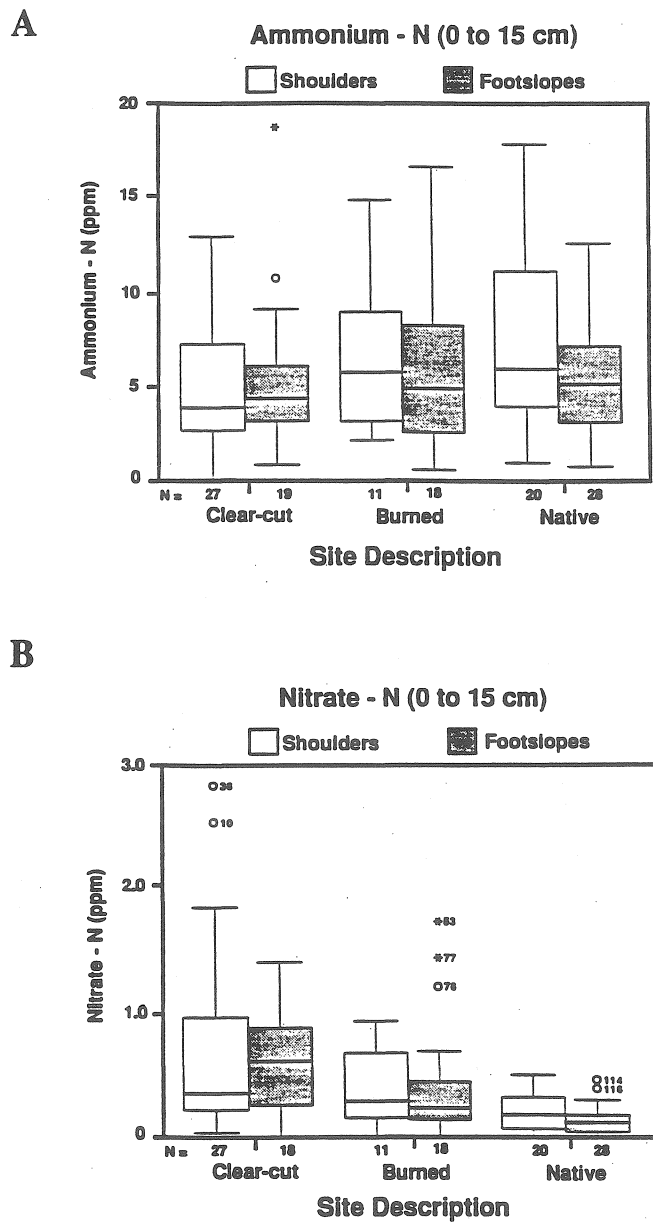 A
Ammonium - N (0 to 15 cm)
Shoulders Footslopes
20
15
10
5
0
Ammonium - N (ppm)
N = 27 19 11 18 20 28
Clear-cut Burned Native
Site Description
B
Nitrate - N (0 to 15 cm)
Shoulders Footslopes
3.0
2.0
1.0
0
Nitrate - N (ppm)
36
10
53
77
76
114
116
N = 27 18 11 18 20 28
Clear-cut Burned Native
Site Description